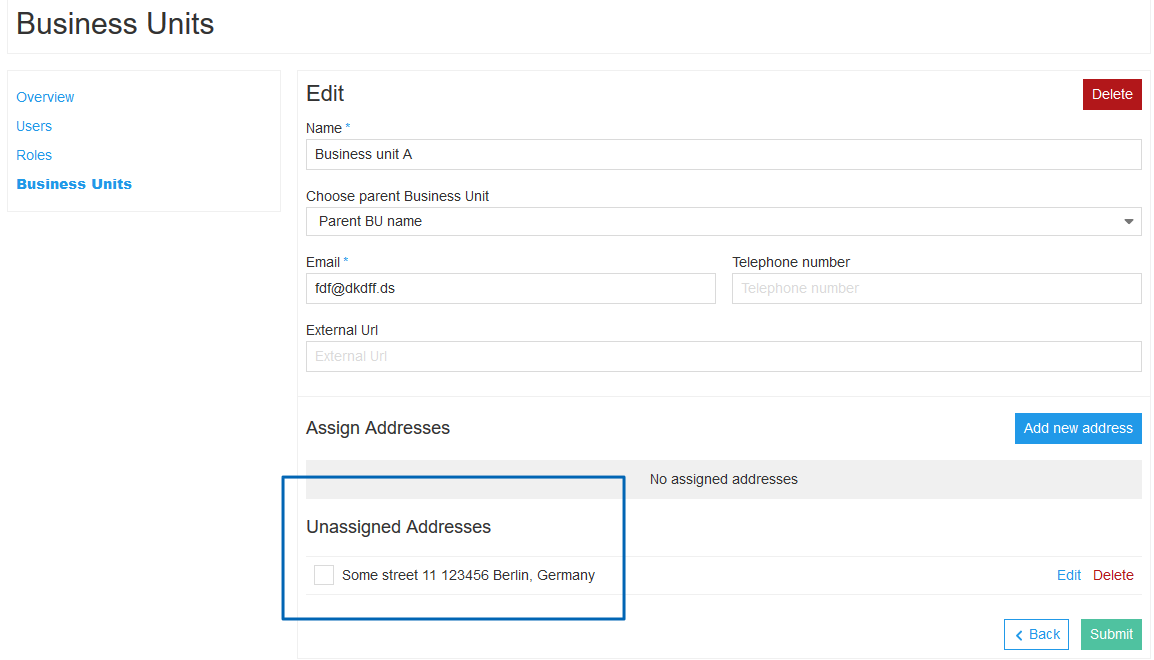 Business Units
Overview
Users
Roles
Business Units
Edit
Delete
Name *
Business unit A
Choose parent Business Unit
Parent BU name
Email *
Telephone number
fdf@dkdff.ds
Telephone number
External Url
External Url
Assign Addresses
Add new address
No assigned addresses
Unassigned Addresses
Some street 11 123456 Berlin, Germany
Edit Delete
Back
Submit